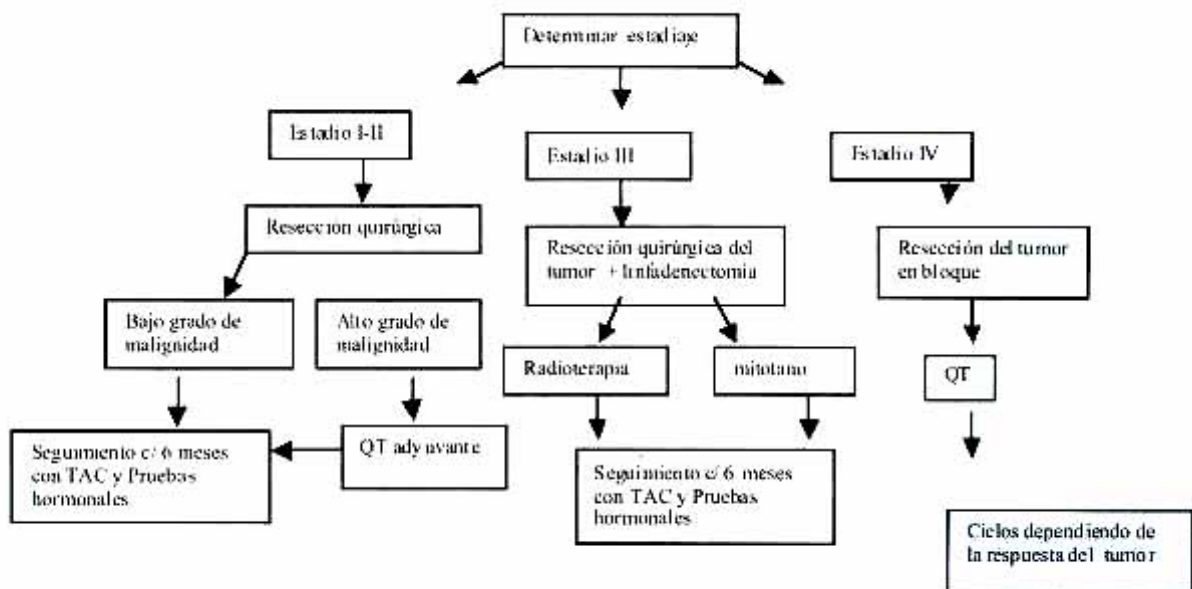 Determinar estadiaje
Estadio I-II
Estadio III
Estadio IV
Resección quirúrgica
Resección quirúrgica del
tumor + linfadenectomia
Resección del tumor
en bloque
Bajo grado de
malignidad
Alto grado de
malignidad
Radioterapia
mitotano
QT
Seguimiento c/ 6 meses
con TAC y Pruebas
hormonales
QT adyuvante
Seguimiento c/ 6 meses
con TAC y Pruebas
hormonales
Ciclos dependiendo de
la respuesta del tumor